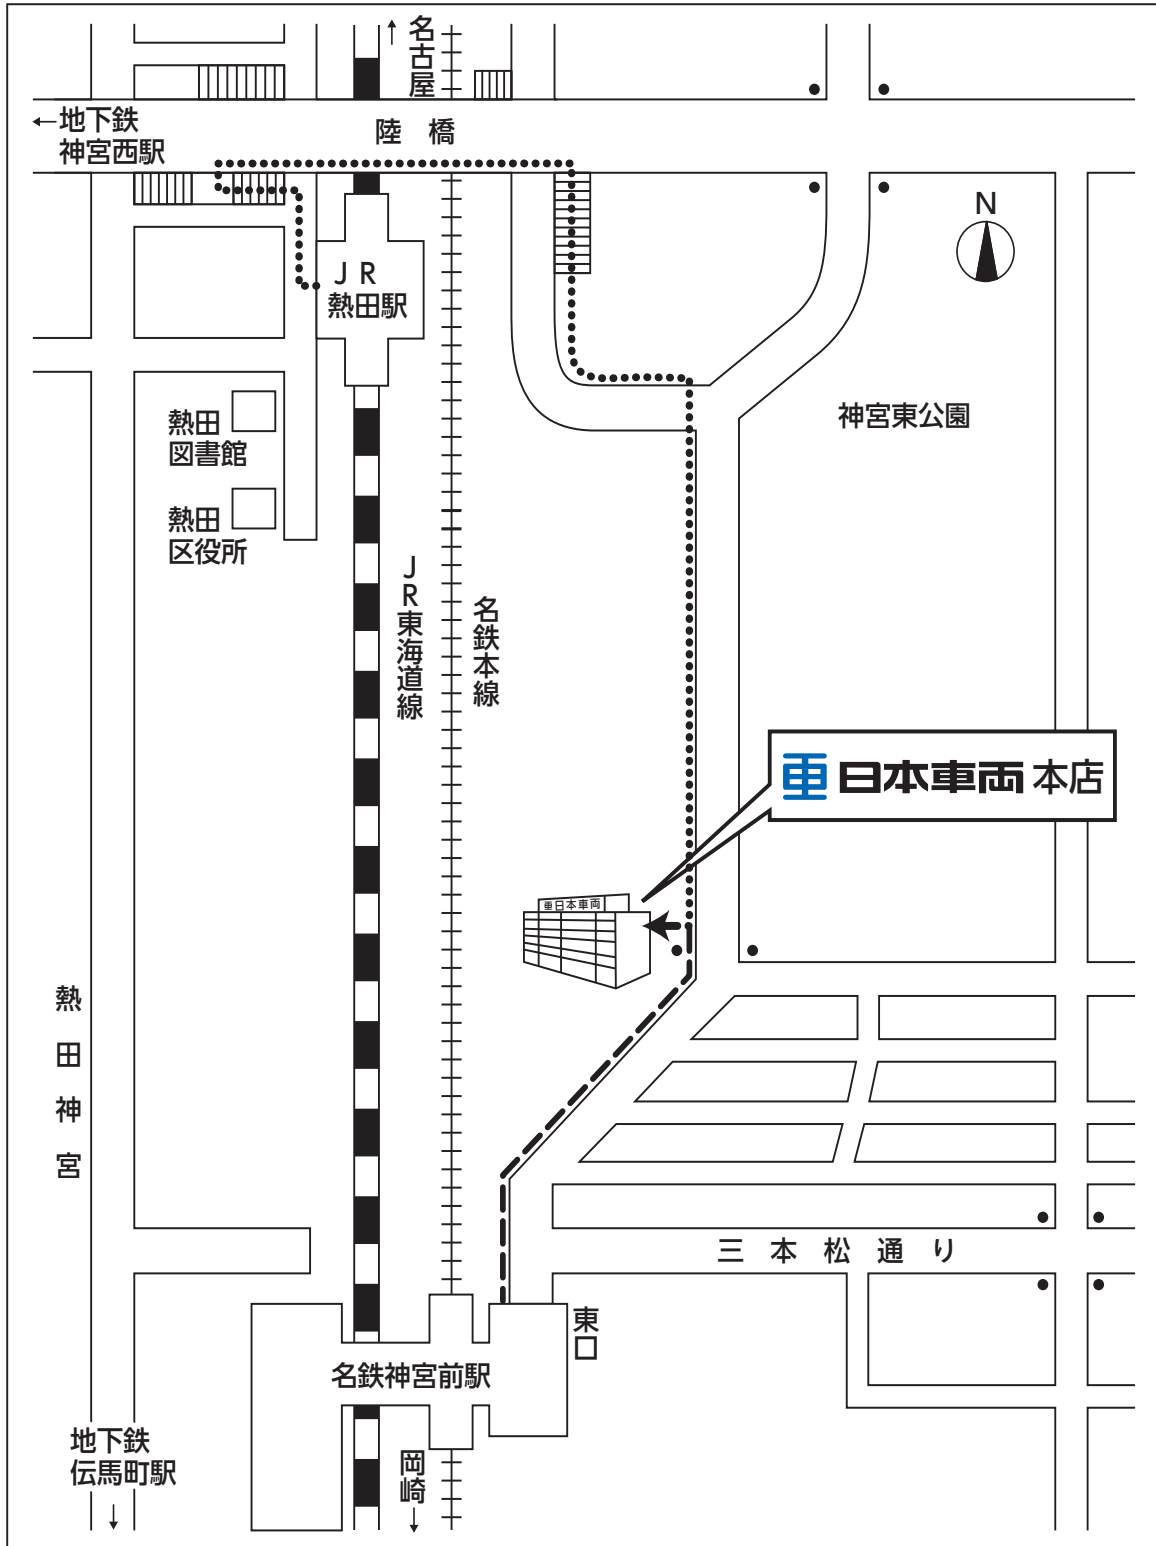 名古屋
←地下鉄
神宮西駅
陸橋
N
JR
熱田駅
熱田
図書館
神宮東公園
熱田
区役所
JR東海道線
名鉄本線
日本車両 本店
日本車両
熱田神宮
三本松通り
東口
名鉄神宮前駅
地下鉄
伝馬町駅
岡崎